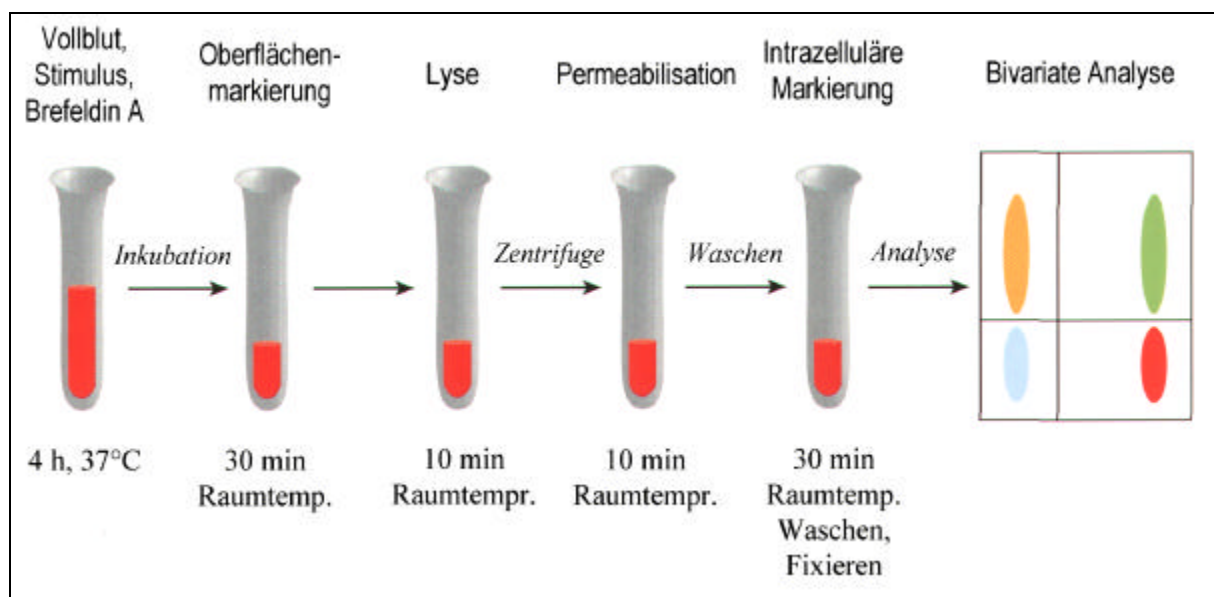 Vollblut,
Stimulus,
Brefeldin A
Oberflächen-
markierung
Lyse
Permeabilisation
Intrazelluläre
Markierung
Bivariate Analyse
Inkubation
Zentrifuge
Waschen
Analyse
4 h, 37°C
30 min
Raumtemp.
10 min
Raumtempr.
10 min
Raumtempr.
30 min
Raumtemp.
Waschen,
Fixieren